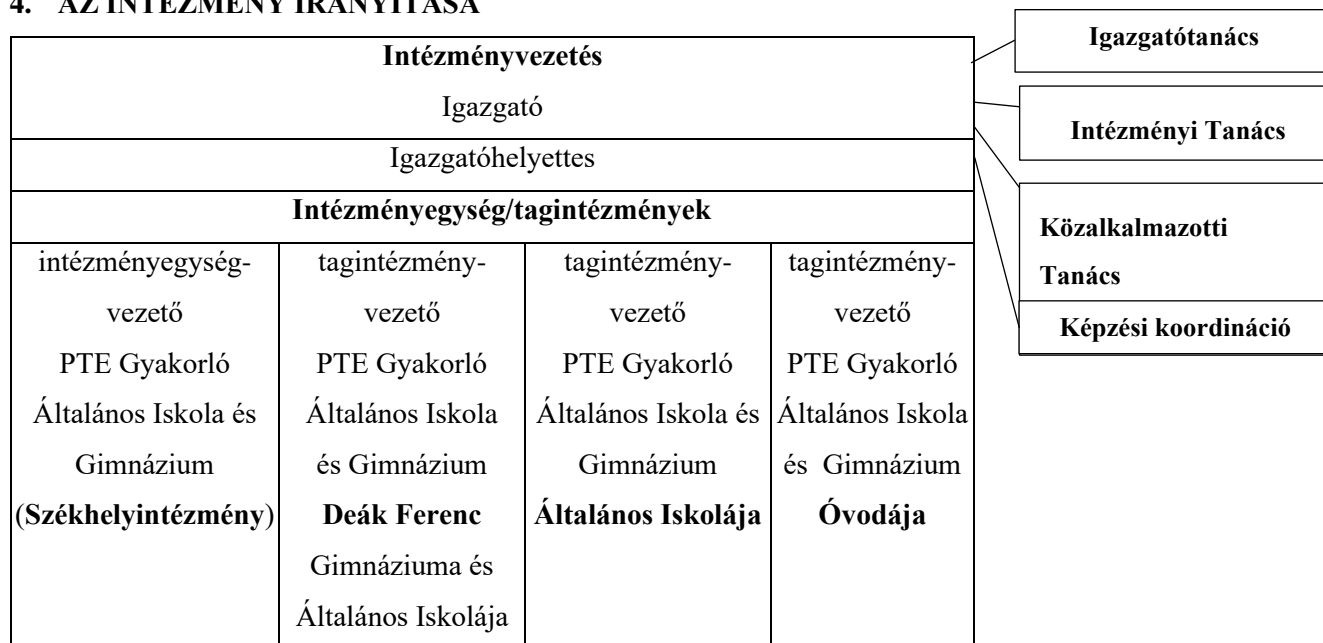 4. AZ INTÉZMÉNY IRÁNYÍTÁSA
Intézményvezetés
Igazgató
Igazgatóhelyettes
Intézményegység/tagintézmények
intézményegység-
vezető
PTE Gyakorló
Általános Iskola és
Gimnázium
(Székhelyintézmény)
tagintézmény-
vezető
PTE Gyakorló
Általános Iskola
és Gimnázium
Deák Ferenc
Gimnáziuma és
Általános Iskolája
tagintézmény-
vezető
PTE Gyakorló
Általános Iskola és
Gimnázium
Általános Iskolája
tagintézmény-
vezető
PTE Gyakorló
Általános Iskola
és Gimnázium
Óvodája
Igazgatótanács
Intézményi Tanács
Közalkalmazotti
Tanács
Képzési koordináció